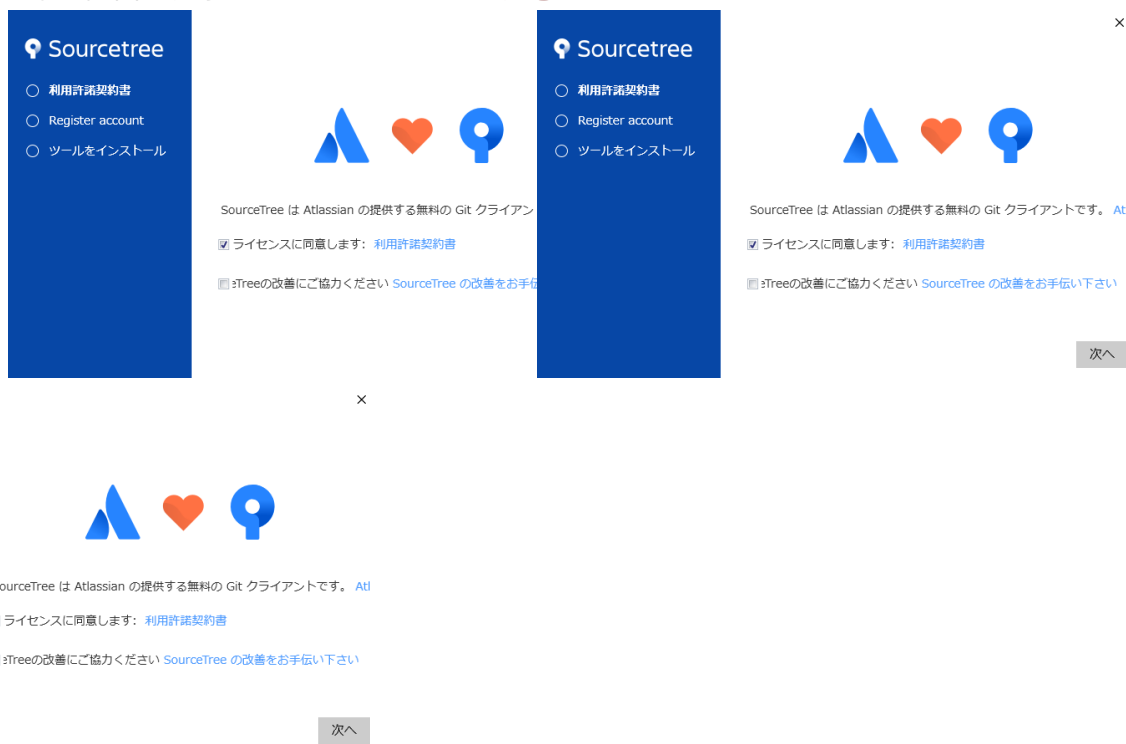 Sourcetree
利用許諾契約書
Register account
ツールをインストール
SourceTree は Atlassian の提供する無料の Git クライアン
ライセンスに同意します: 利用許諾契約書
eTreeの改善にご協力ください SourceTree の改善をお手伝
Sourcetree
利用許諾契約書
Register account
ツールをインストール
SourceTree は Atlassian の提供する無料の Git クライアントです。 At
ライセンスに同意します: 利用許諾契約書
eTreeの改善にご協力ください SourceTree の改善をお手伝い下さい
次へ
ourceTree は Atlassian の提供する無料の Git クライアントです。 Atl
ライセンスに同意します: 利用許諾契約書
eTreeの改善にご協力ください SourceTree の改善をお手伝い下さい
次へ